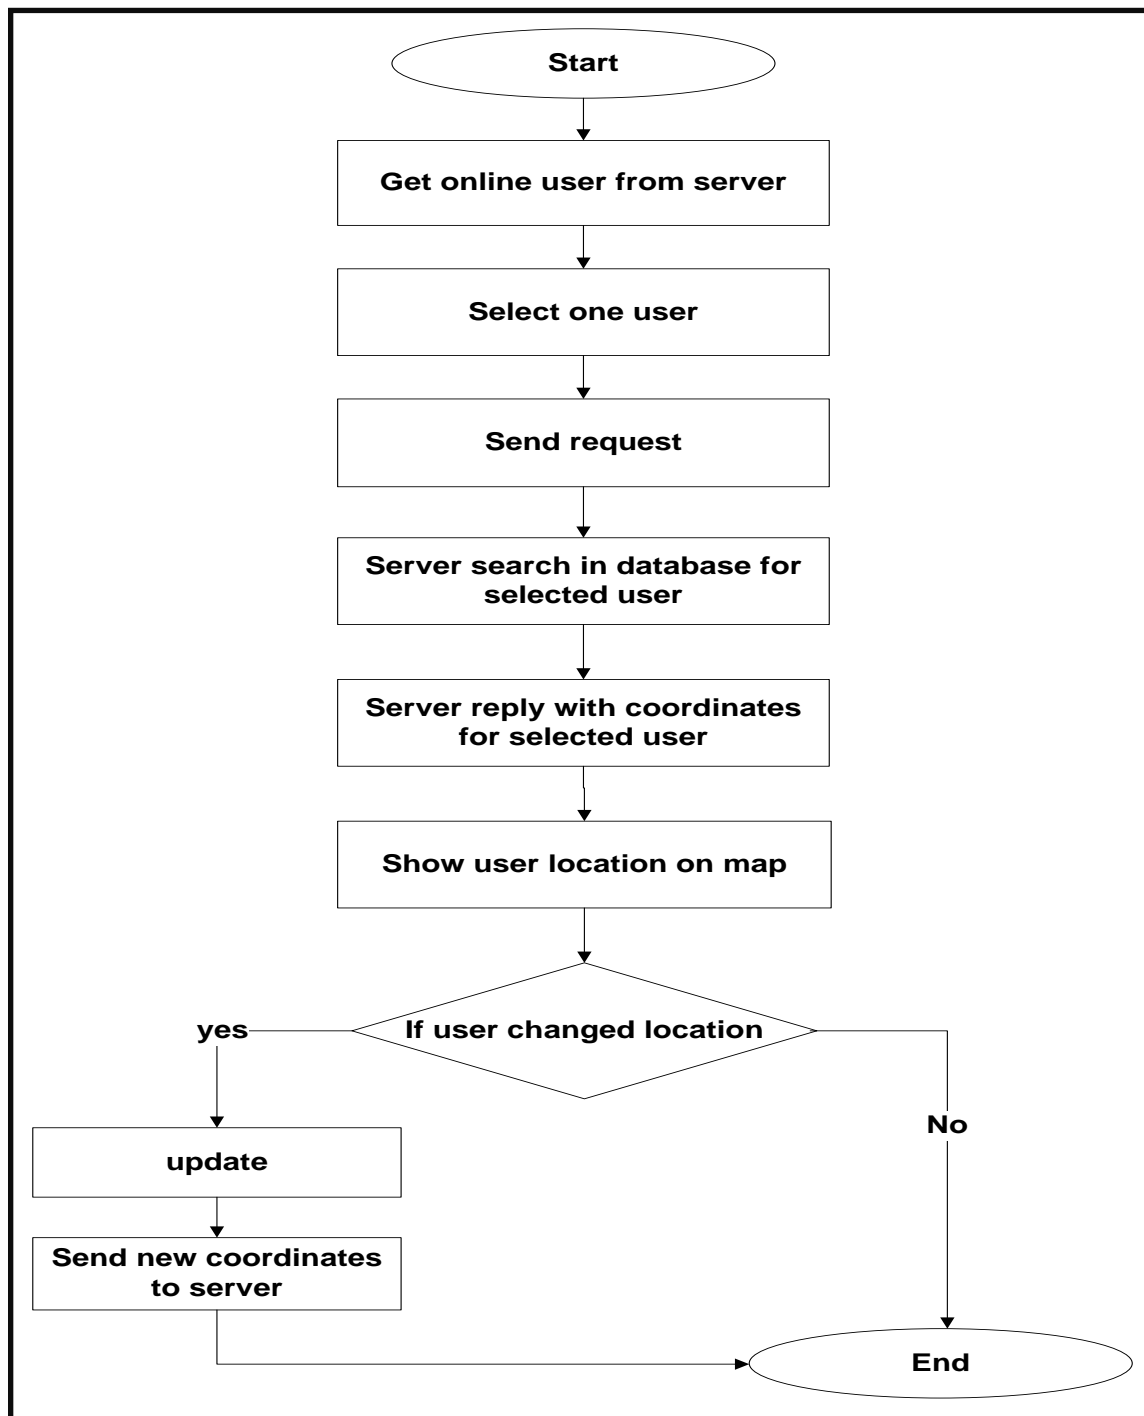 Start
Get online user from server
Select one user
Send request
Server search in database for
selected user
Server reply with coordinates
for selected user
Show user location on map
If user changed location
yes
No
update
Send new coordinates
to server
End